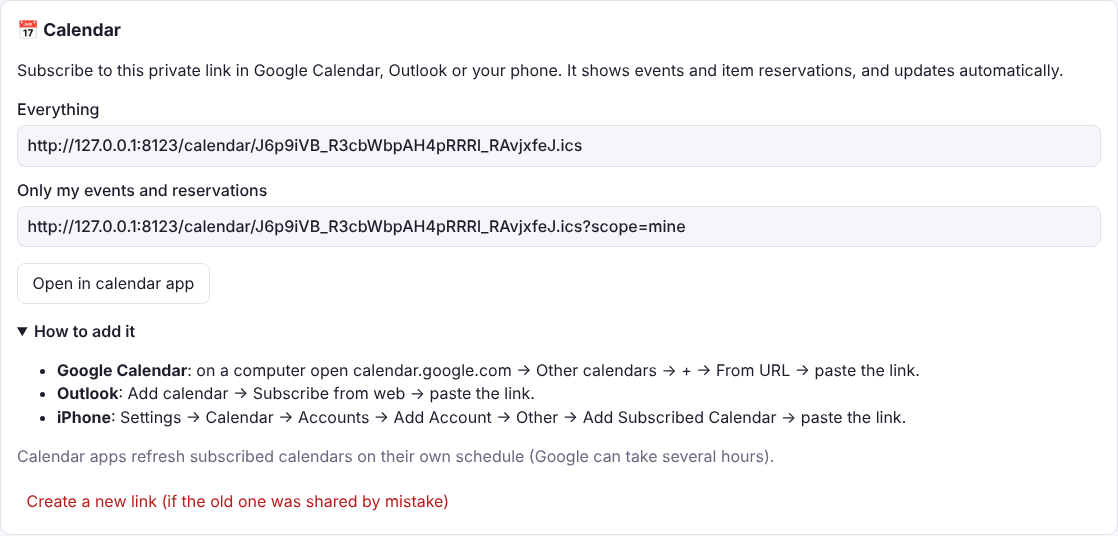 📅 Calendar
Subscribe to this private link in Google Calendar, Outlook or your phone. It shows events and item reservations, and updates automatically.
Everything
http://127.0.0.1:8123/calendar/J6p9iVB_R3cbWbpAH4pRRRI_RAvjxfeJ.ics
Only my events and reservations
http://127.0.0.1:8123/calendar/J6p9iVB_R3cbWbpAH4pRRRI_RAvjxfeJ.ics?scope=mine
Open in calendar app
▼ How to add it
• Google Calendar: on a computer open calendar.google.com → Other calendars → + → From URL → paste the link.
• Outlook: Add calendar → Subscribe from web → paste the link.
• iPhone: Settings → Calendar → Accounts → Add Account → Other → Add Subscribed Calendar → paste the link.
Calendar apps refresh subscribed calendars on their own schedule (Google can take several hours).
Create a new link (if the old one was shared by mistake)